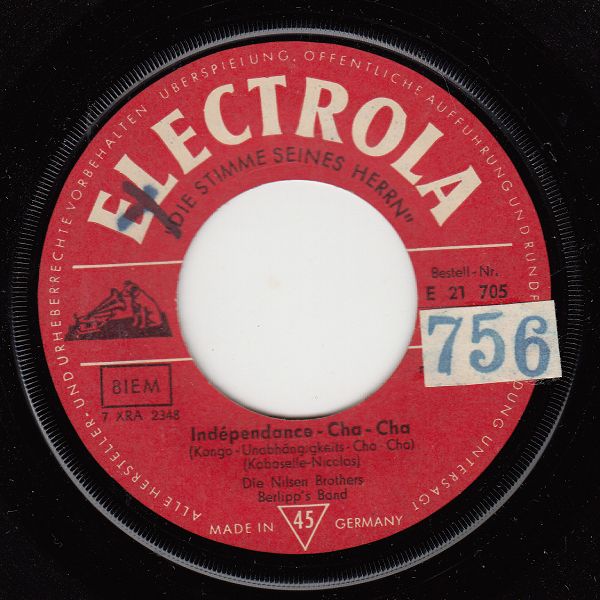 ALLE HERSTELLER- UND URHEBERRECHTE VORBEHALTEN ÜBERSPIELUNG, ÖFFENTLICHE AUFFÜHRUNG UND RUNDF DUNG UNTERSAGT
ELECTROLA
"DIE STIMME SEINES HERRN"
Bestell-Nr.
E 21 705
756
BIEM
7 XRA 2348
Indépendance - Cha - Cha
(Kongo - Unabhängigkeits - Cha - Cha)
(Kabaselle-Nicolas)
Die Nilsen Brothers
Berlipp's Band
MADE IN 45 GERMANY